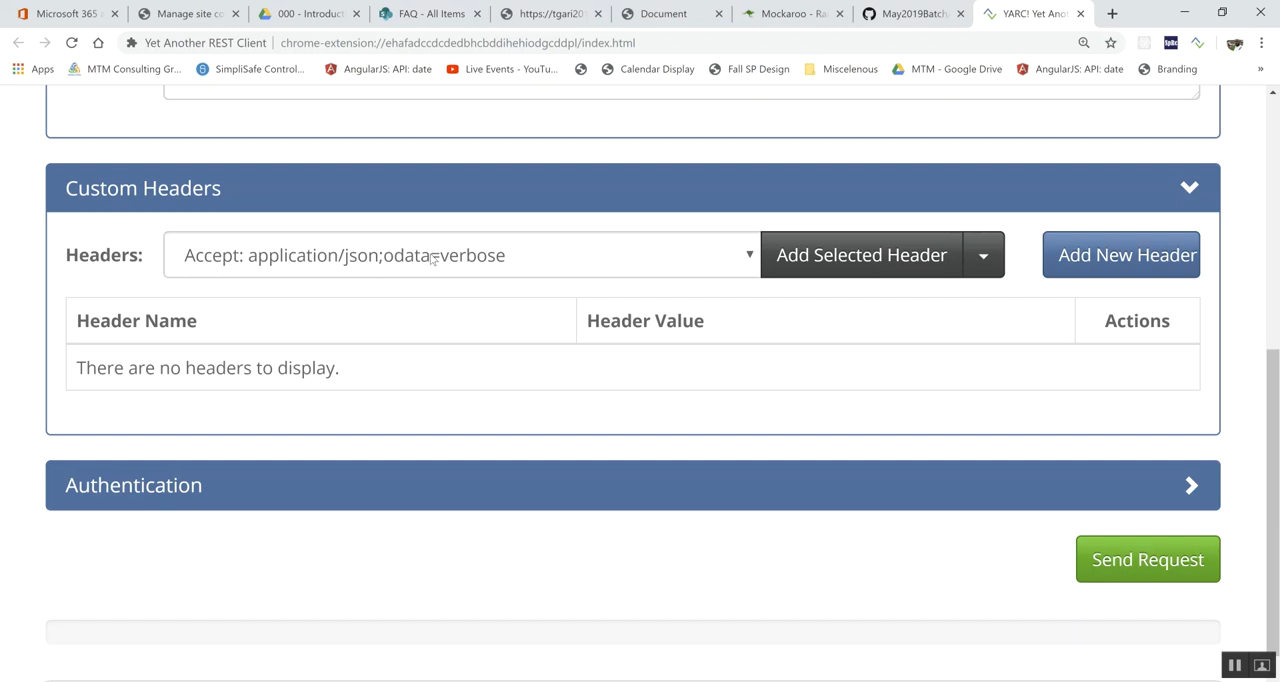 Microsoft 365 a
Manage site co
000 - Introduct
FAQ - All Items
https://tgari20
Document
Mockaroo - Ra
May2019Batch
YARC! Yet Anot
Yet Another REST Client
chrome-extension://ehafadccdcdedbhcbddihehiodgcddpl/index.html
Apps
MTM Consulting Gr...
SimpliSafe Control...
AngularJS: API: date
Live Events - YouTu...
Calendar Display
Fall SP Design
Miscelenous
MTM - Google Drive
AngularJS: API: date
Branding
»
Custom Headers
Headers:
Accept: application/json;odata=verbose
Add Selected Header
Add New Header
Header Name
Header Value
Actions
There are no headers to display.
Authentication
Send Request